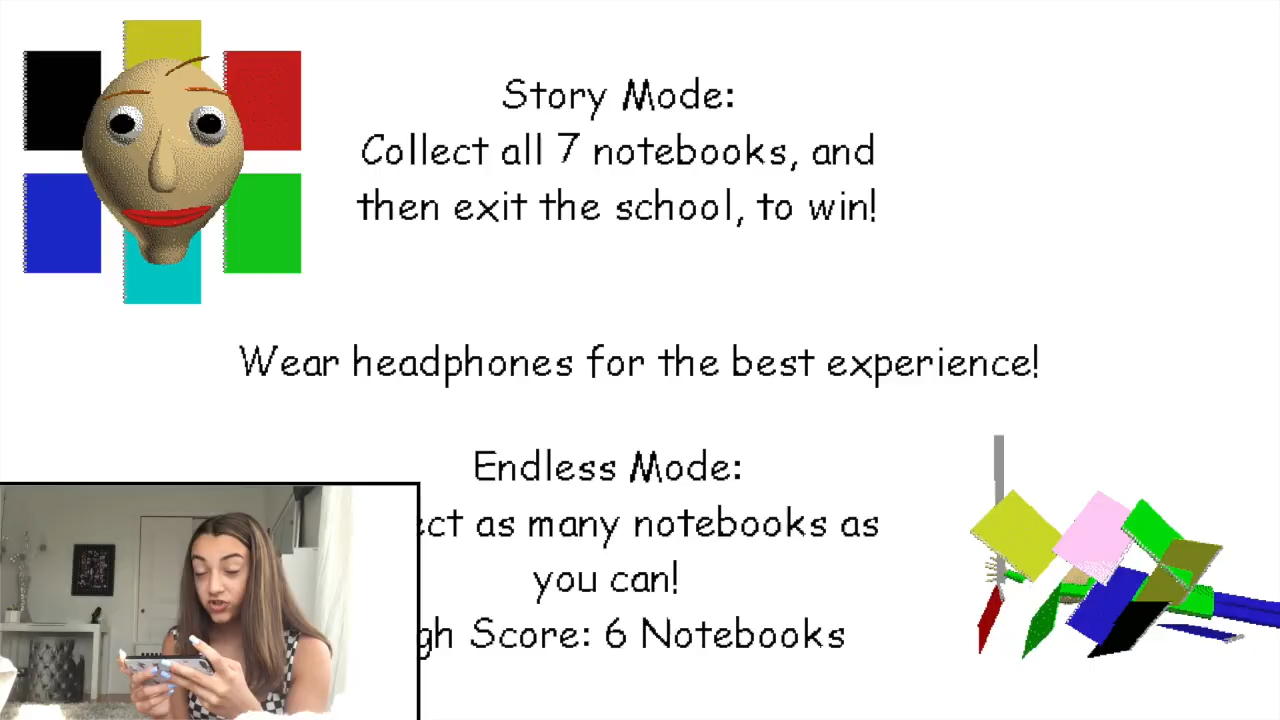 Story Mode:
Collect all 7 notebooks, and
then exit the school, to win!
Wear headphones for the best experience!
Endless Mode:
as many notebooks as
you can!
Score: 6 Notebooks